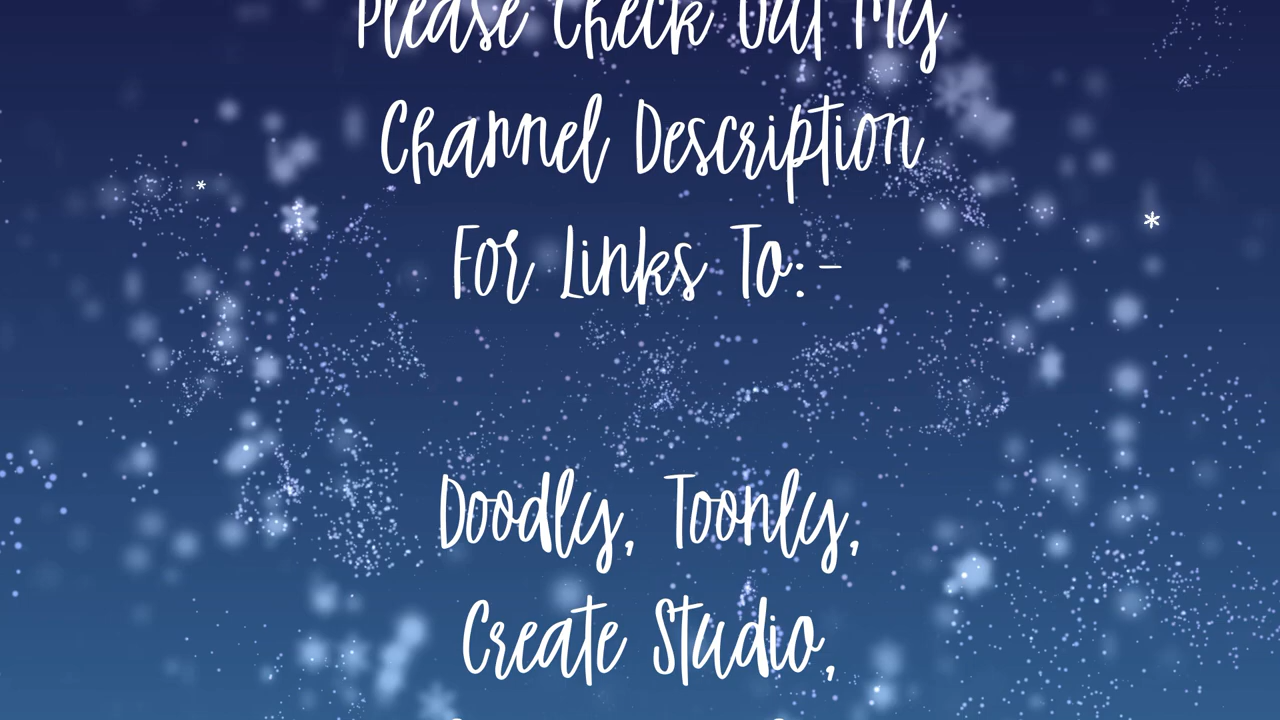 Please Check Out My
Channel Description
For Links To:-
Doodly, Toonly,
Create Studio,